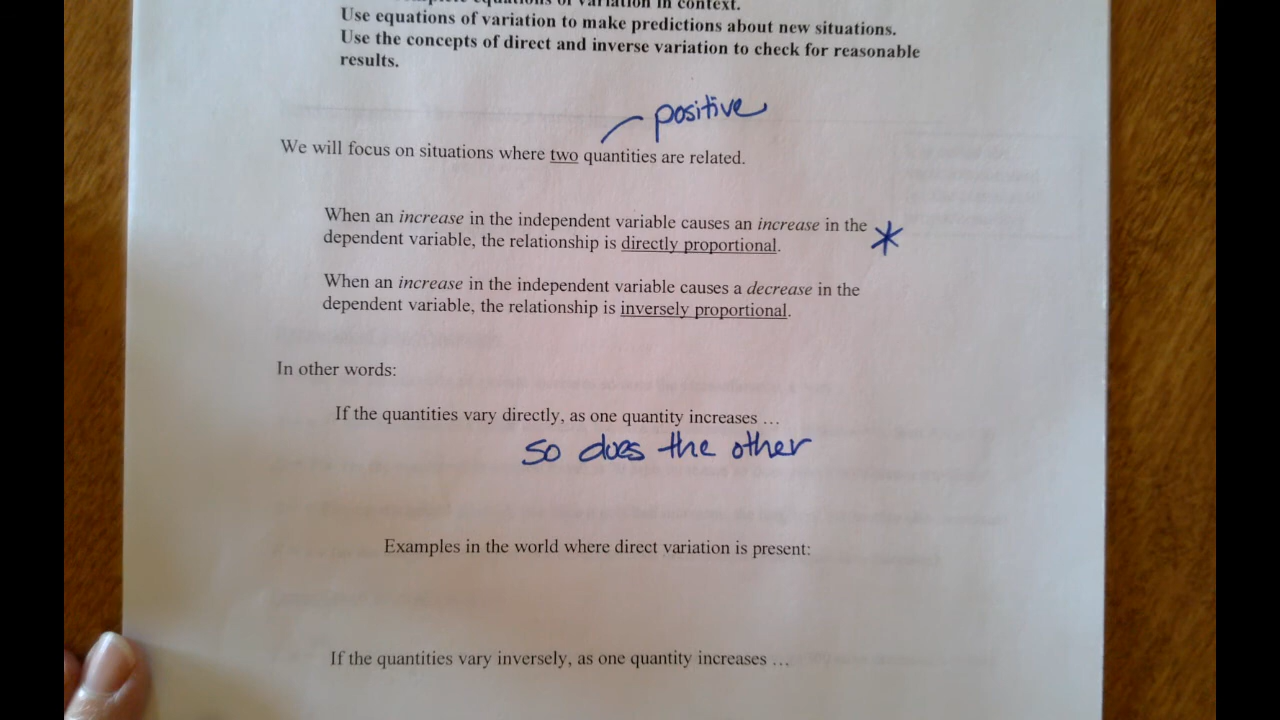 equations of variation in context.
Use equations of variation to make predictions about new situations.
Use the concepts of direct and inverse variation to check for reasonable
results.
positive
We will focus on situations where two quantities are related.
When an increase in the independent variable causes an increase in the
dependent variable, the relationship is directly proportional.
*
When an increase in the independent variable causes a decrease in the
dependent variable, the relationship is inversely proportional.
In other words:
If the quantities vary directly, as one quantity increases …
so does the other
Examples in the world where direct variation is present:
If the quantities vary inversely, as one quantity increases …